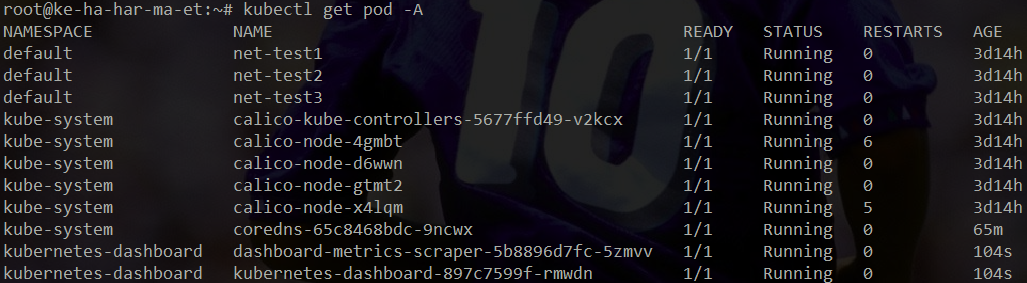 root@ke-ha-har-ma-et:~# kubectl get pod -A
NAMESPACE NAME READY STATUS RESTARTS AGE
default net-test1 1/1 Running 0 3d14h
default net-test2 1/1 Running 0 3d14h
default net-test3 1/1 Running 0 3d14h
kube-system calico-kube-controllers-5677ffd49-v2kcx 1/1 Running 0 3d14h
kube-system calico-node-4gmbt 1/1 Running 6 3d14h
kube-system calico-node-d6wwn 1/1 Running 0 3d14h
kube-system calico-node-gtmt2 1/1 Running 0 3d14h
kube-system calico-node-x4lqm 1/1 Running 5 3d14h
kube-system coredns-65c8468bdc-9ncwx 1/1 Running 0 65m
kubernetes-dashboard dashboard-metrics-scraper-5b8896d7fc-5zmvv 1/1 Running 0 104s
kubernetes-dashboard kubernetes-dashboard-897c7599f-rmwdn 1/1 Running 0 104s
10